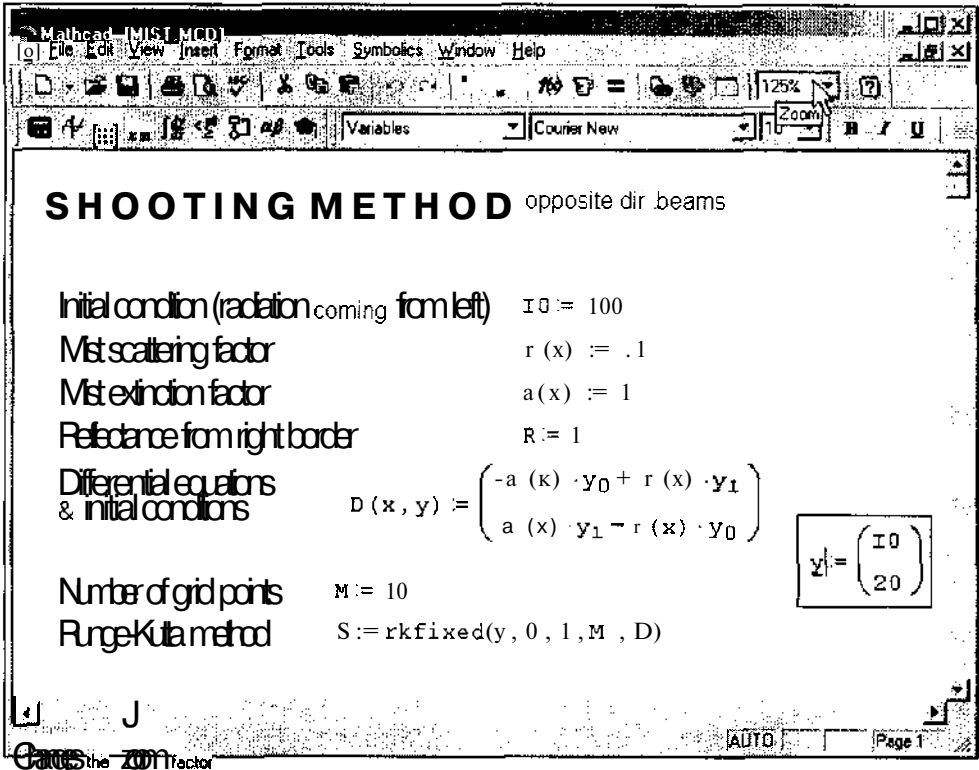 Mathcad - [MIST.MCD]
File Edit View Insert Format Tools Symbolics Window Help
125%
Zoom
Variables Courier New 10 B I U
SHOOTING METHOD opposite dir .beams
Initial condtion (radiation coming from left) I0 := 100
Mist scattering factor r (x) := .1
Mist extinction factor a(x) := 1
Reflectance from right border R := 1
Differential equations
& initial conditions
D(x,y) := ( -a (x) ·y0 + r (x) ·y1
a (x) ·y1 - r (x) ·y0 )
y := ( I0
20 )
Number of grid points M := 10
Runge-Kutta method S := rkfixed(y , 0 , 1 , M , D)
J
AUTO Page 1
Changes the zoom factor